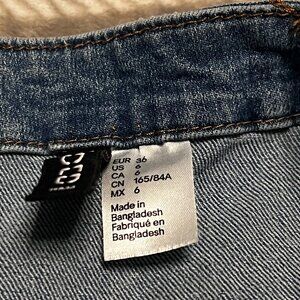 EUR 36
US 6
CA 6
CN 165/84A
MX 6
Made in
Bangladesh
Fabriqué en
Bangladesh